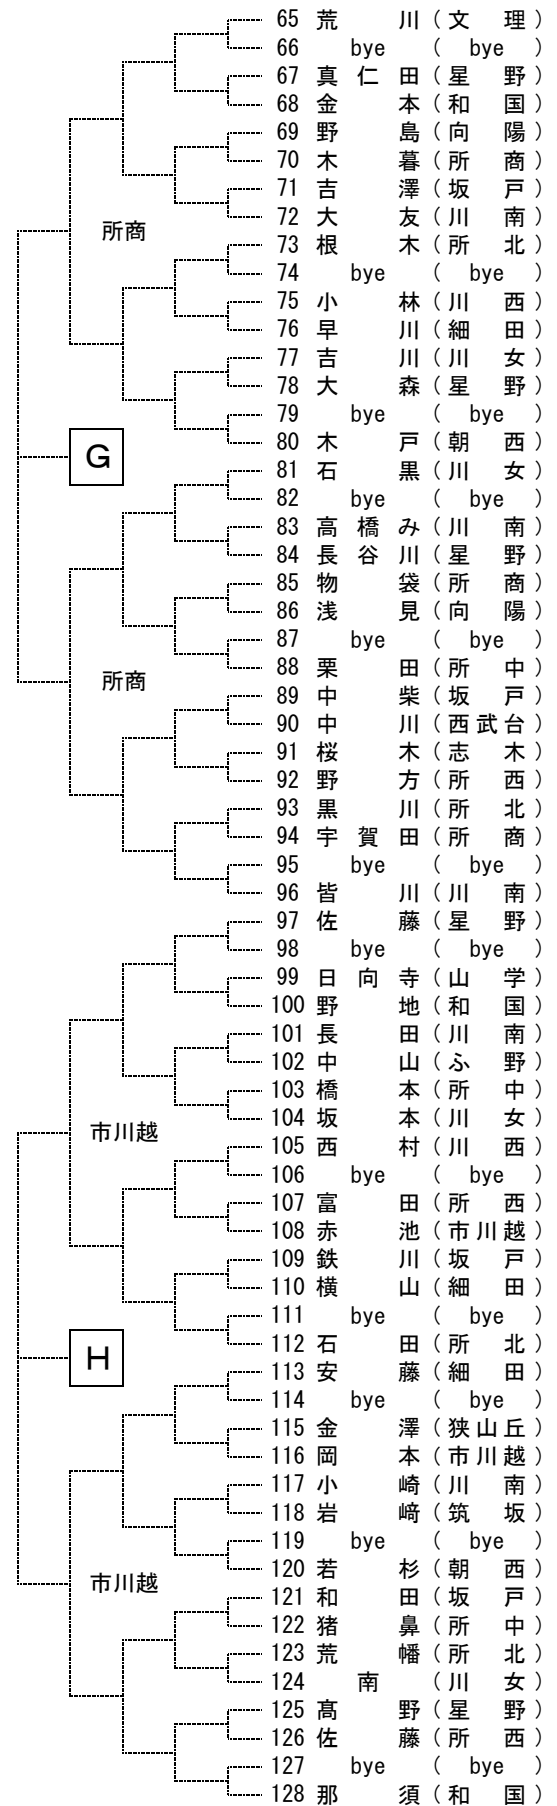 65 荒川（文理）
66 bye （ bye ）
67 真仁田（星野）
68 金本（和国）
69 野島（向陽）
70 木暮（所商）
71 吉澤（坂戸）
72 大友（川南）
所商
73 根木（所北）
74 bye （ bye ）
75 小林（川西）
76 早川（細田）
77 吉川（川女）
78 大森（星野）
79 bye （ bye ）
80 木戸（朝西）
G
81 石黒（川女）
82 bye （ bye ）
83 高橋み（川南）
84 長谷川（星野）
85 物袋（所商）
86 浅見（向陽）
87 bye （ bye ）
88 栗田（所中）
所商
89 中柴（坂戸）
90 中川（西武台）
91 桜木（志木）
92 野方（所西）
93 黒川（所北）
94 宇賀田（所商）
95 bye （ bye ）
96 皆川（川南）
97 佐藤（星野）
98 bye （ bye ）
99 日向寺（山学）
100 野地（和国）
101 長田（川南）
102 中山（ふ野）
103 橋本（所中）
104 坂本（川女）
市川越
105 西村（川西）
106 bye （ bye ）
107 富田（所西）
108 赤池（市川越）
109 鉄川（坂戸）
110 横山（細田）
111 bye （ bye ）
112 石田（所北）
H
113 安藤（細田）
114 bye （ bye ）
115 金澤（狭山丘）
116 岡本（市川越）
117 小崎（川南）
118 岩﨑（筑坂）
119 bye （ bye ）
120 若杉（朝西）
市川越
121 和田（坂戸）
122 猪鼻（所中）
123 荒幡（所北）
124 南（川女）
125 髙野（星野）
126 佐藤（所西）
127 bye （ bye ）
128 那須（和国）